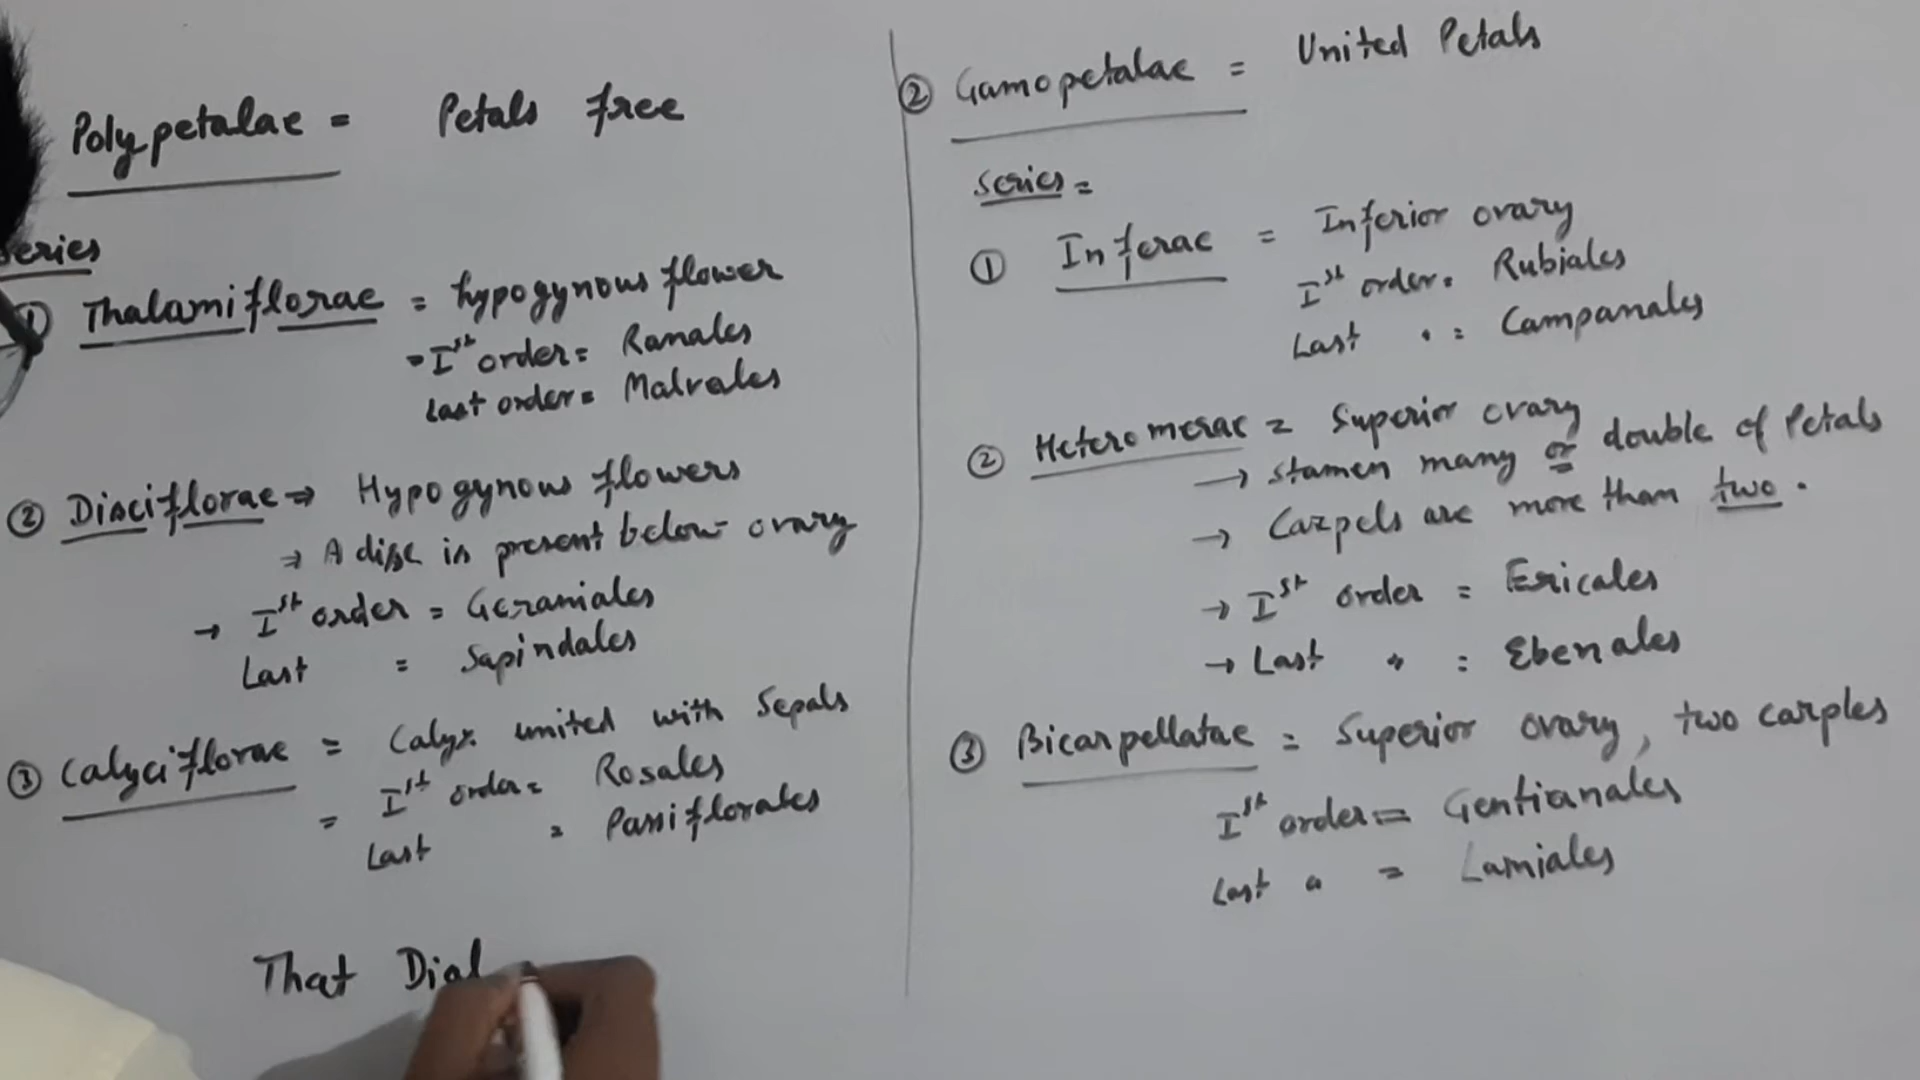 Polypetalae = Petals free
Series
① Thalamiflorae = hypogynous flower
- Ist order = Ranales
Last order = Malvales
② Disciflorae ⇒ Hypogynous flowers
→ A disc is present below ovary
→ Ist order = Geraniales
Last = Sapindales
③ Calyciflorae = Calyx united with Sepals
= Ist order = Rosales
Last = Passiflorales
That Dial
② Gamopetalae = United Petals
Series =
① Inferae = Inferior ovary
Ist order = Rubiales
Last " = Campanales
② Heteromerae = Superior ovary
→ Stamen many or double of Petals
→ Carpels are more than two .
→ Ist order = Ericales
→ Last " = Ebenales
③ Bicarpellatae = Superior ovary, two carples
Ist order = Gentianales
Last " = Lamiales